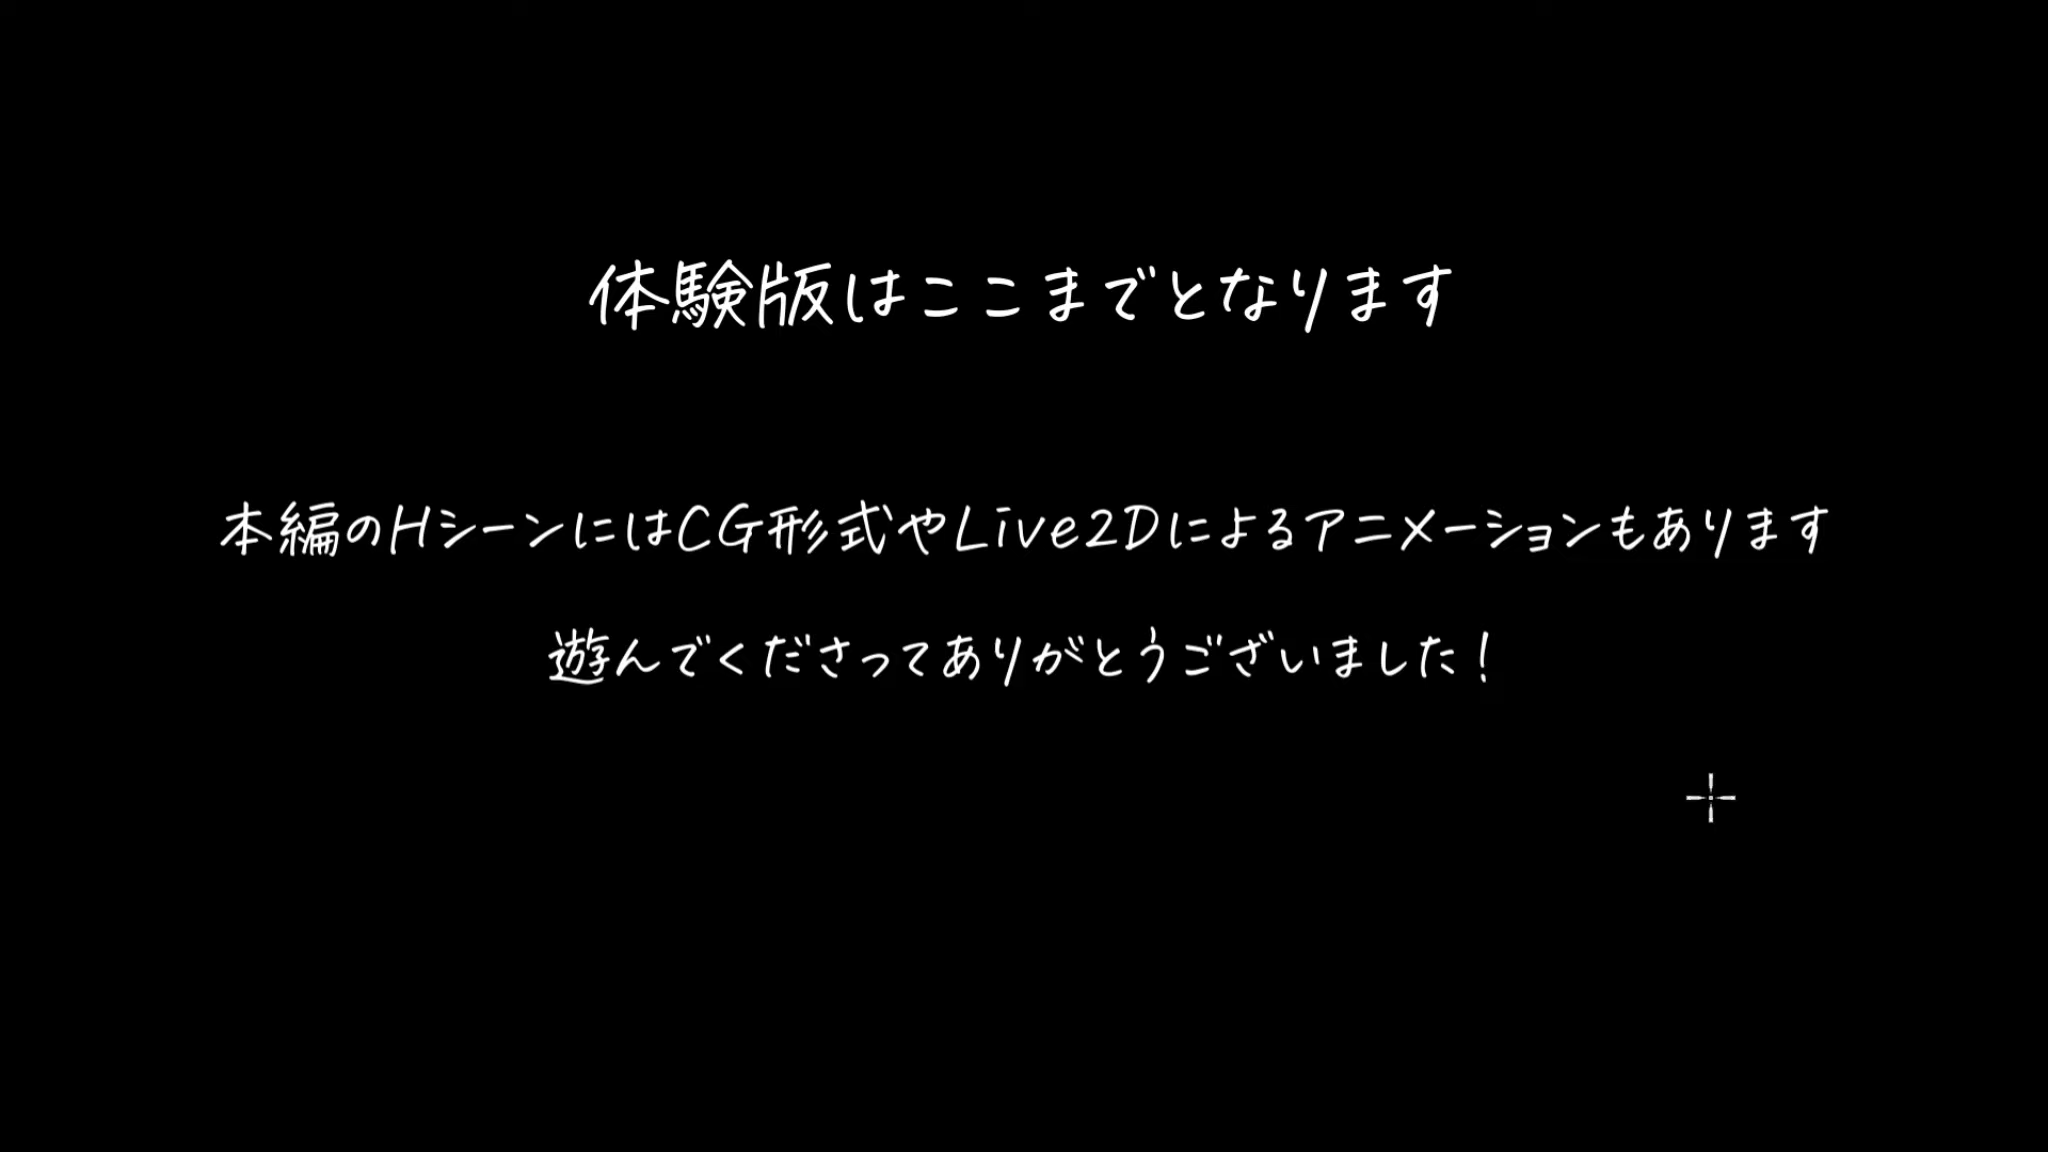 体験版はここまでとなります
本編のHシーンにはCG形式やLive2Dによるアニメーションもあります
遊んでくださってありがとうございました!